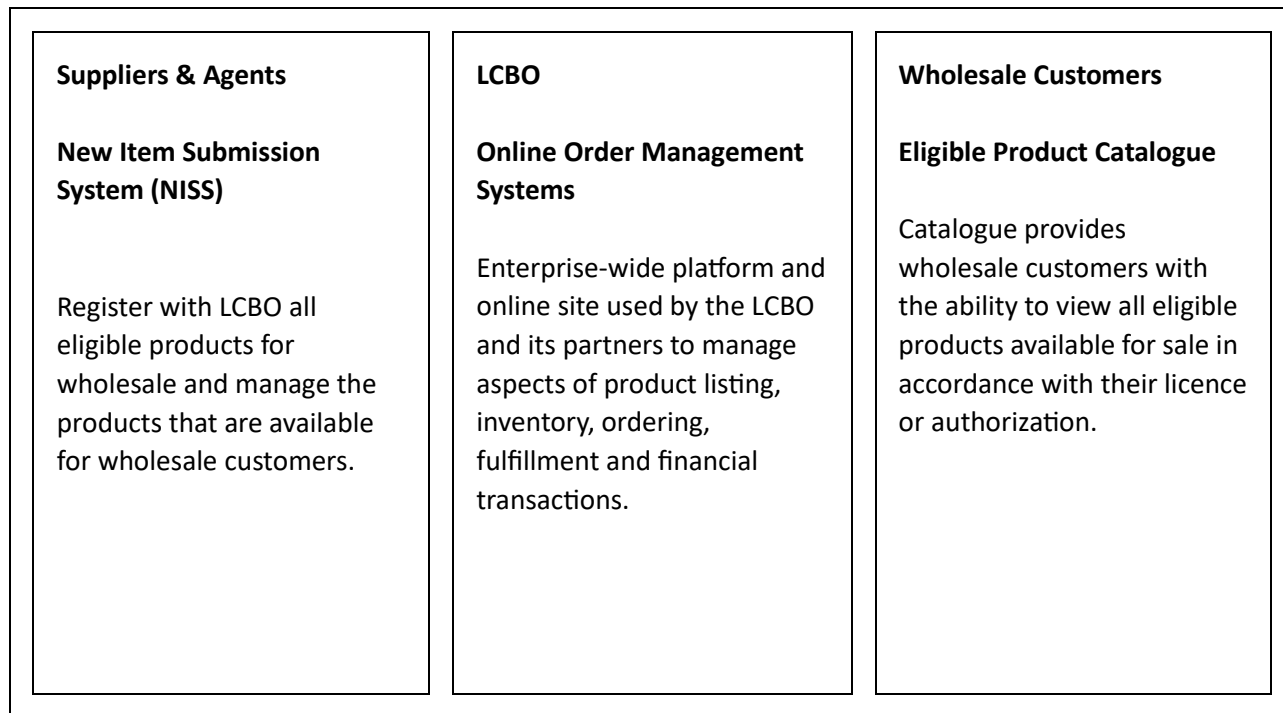 Suppliers & Agents
New Item Submission
System (NISS)
Register with LCBO all
eligible products for
wholesale and manage the
products that are available
for wholesale customers.
LCBO
Online Order Management
Systems
Enterprise-wide platform and
online site used by the LCBO
and its partners to manage
aspects of product listing,
inventory, ordering,
fulfillment and financial
transactions.
Wholesale Customers
Eligible Product Catalogue
Catalogue provides
wholesale customers with
the ability to view all eligible
products available for sale in
accordance with their licence
or authorization.